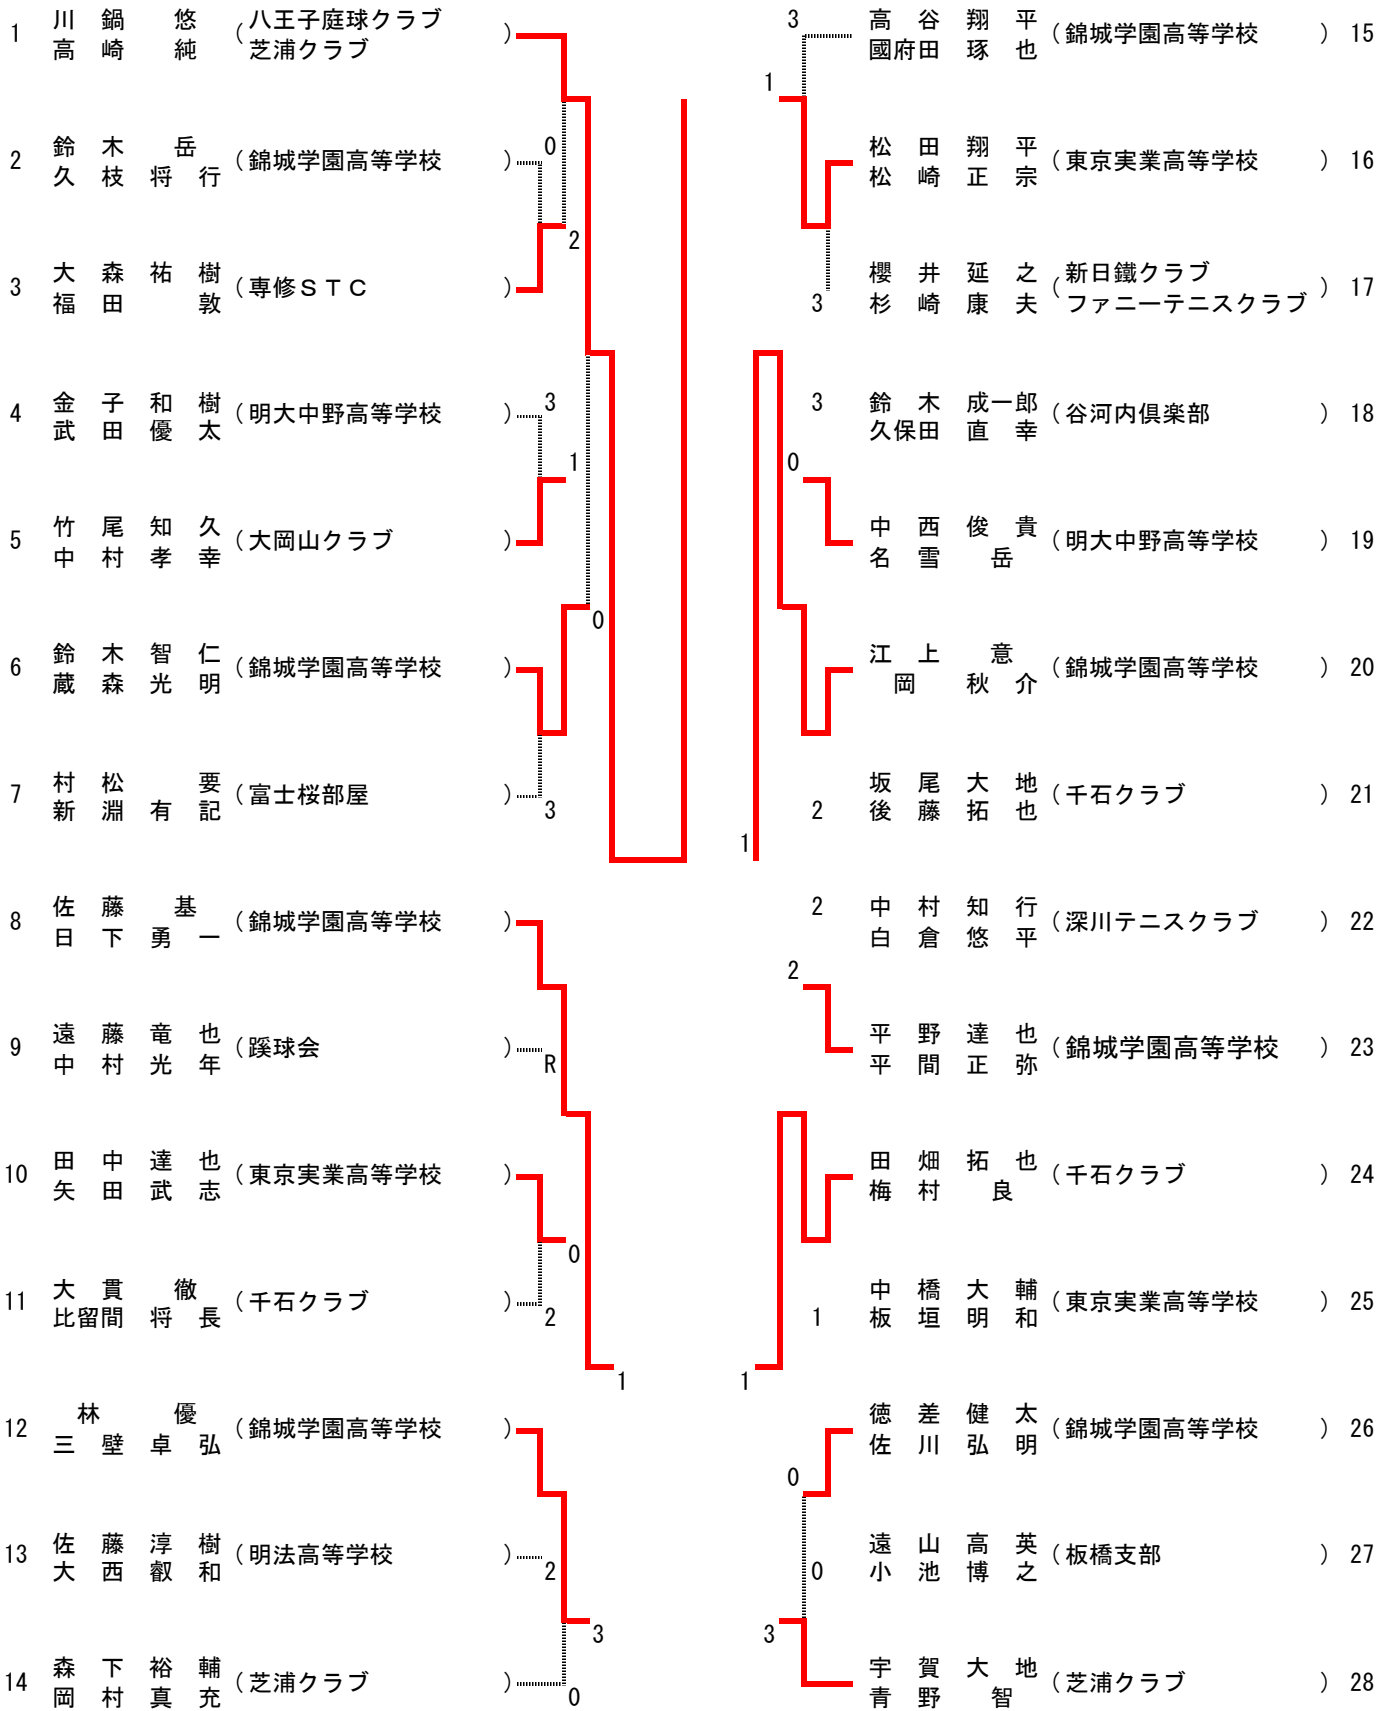 1 川鍋 悠 (八王子庭球クラブ
高崎 純 芝浦クラブ )
0
2 鈴木 岳 (錦城学園高等学校 )
久枝将行
2
3 大森祐樹 (専修ＳＴＣ )
福田 敦
3
4 金子和樹 (明大中野高等学校 )
武田優太
1
5 竹尾知久 (大岡山クラブ )
中村孝幸
0
6 鈴木智仁 (錦城学園高等学校 )
蔵森光明
7 村松 要 (富士桜部屋 )
新淵有記
3
8 佐藤 基 (錦城学園高等学校 )
日下勇一
9 遠藤竜也 (蹊球会 )
中村光年
R
10 田中達也 (東京実業高等学校 )
矢田武志
0
11 大貫 徹 (千石クラブ )
比留間将長
2
1
12 林 優 (錦城学園高等学校 )
三壁卓弘
13 佐藤淳樹 (明法高等学校 )
大西叡和
2
3
14 森下裕輔 (芝浦クラブ )
岡村真充
0
3
高谷翔平 (錦城学園高等学校 ) 15
國府田琢也
1
松田翔平 (東京実業高等学校 ) 16
松崎正宗
櫻井延之 (新日鐵クラブ
杉崎康夫 ファニーテニスクラブ ) 17
3
3
鈴木成一郎 (谷河内倶楽部 ) 18
久保田直幸
0
中西俊貴 (明大中野高等学校 ) 19
名雪 岳
江上 意 (錦城学園高等学校 ) 20
岡 秋介
坂尾大地 (千石クラブ ) 21
後藤拓也
2
1
2
中村知行 (深川テニスクラブ ) 22
白倉悠平
2
平野達也 (錦城学園高等学校 ) 23
平間正弥
田畑拓也 (千石クラブ ) 24
梅村 良
中橋大輔 (東京実業高等学校 ) 25
板垣明和
1
1
徳差健太 (錦城学園高等学校 ) 26
佐川弘明
0
遠山高英 (板橋支部 ) 27
小池博之
0
3
宇賀大地 (芝浦クラブ ) 28
青野 智